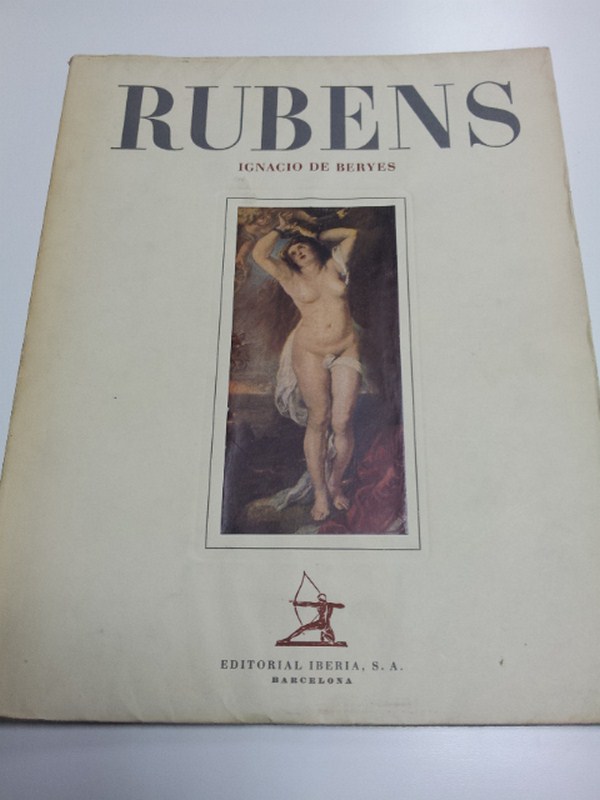 RUBENS
IGNACIO DE BERYES
EDITORIAL IBERIA, S. A.
BARCELONA